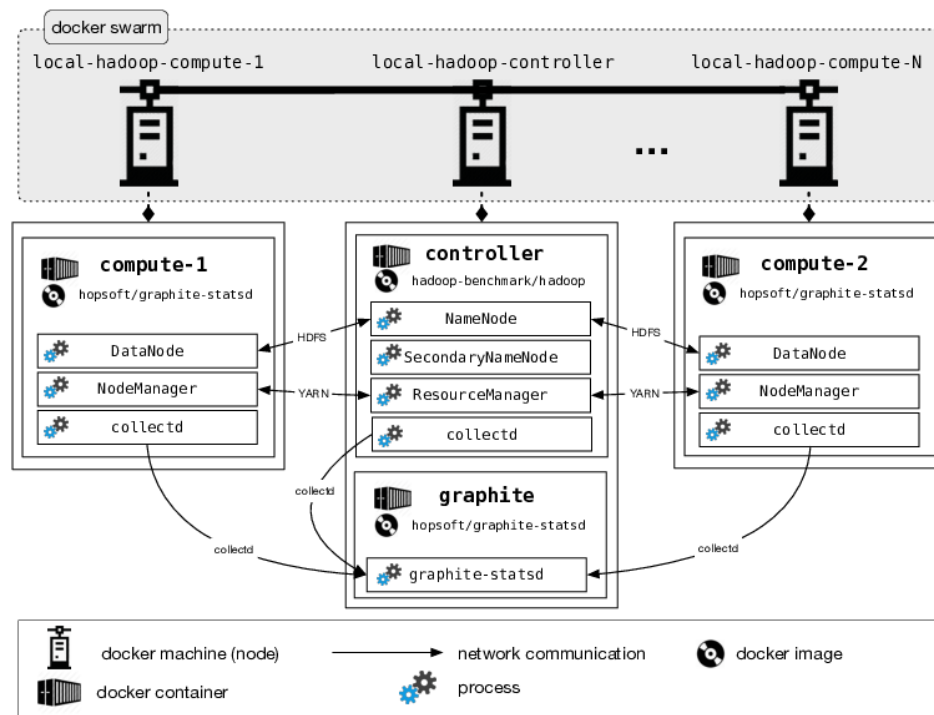 docker swarm
local-hadoop-compute-1
local-hadoop-controller
local-hadoop-compute-N
...
compute-1
hopsoft/graphite-statsd
DataNode
NodeManager
collectd
controller
hadoop-benchmark/hadoop
NameNode
SecondaryNameNode
ResourceManager
collectd
compute-2
hopsoft/graphite-statsd
DataNode
NodeManager
collectd
HDFS
HDFS
YARN
YARN
collectd
graphite
hopsoft/graphite-statsd
graphite-statsd
collectd
collectd
docker machine (node)
network communication
docker image
docker container
process